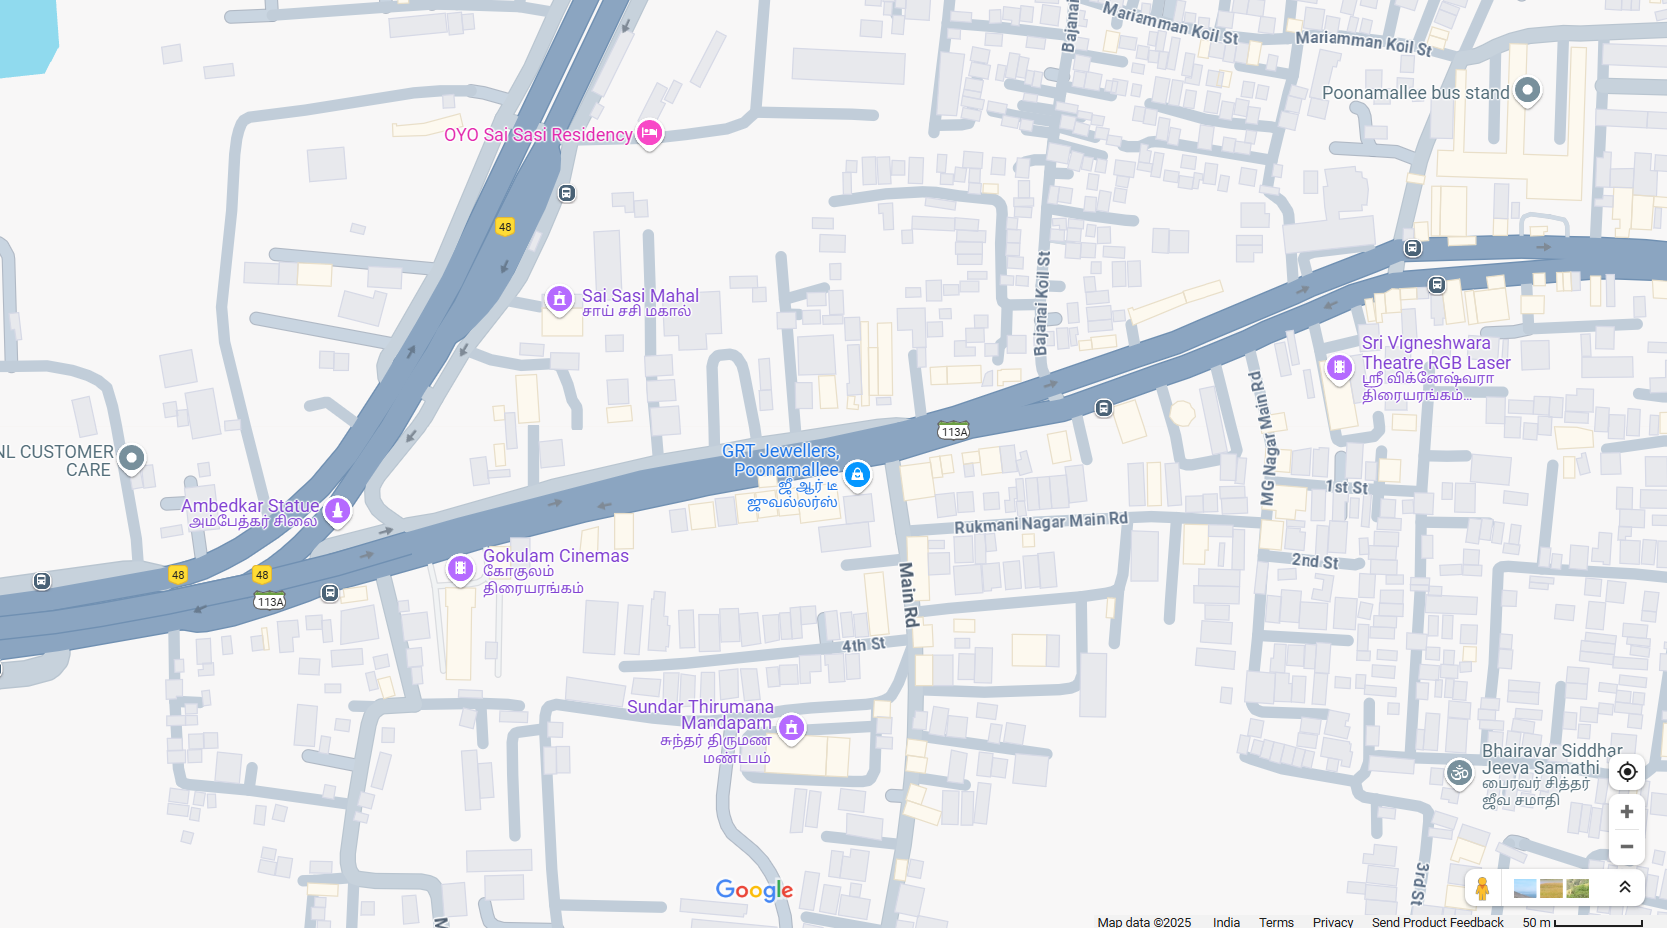 Bajanai
Mariamman Koil St
Mariamman Koil St
Poonamallee bus stand
OYO Sai Sasi Residency
48
Sai Sasi Mahal
சாய் சசி மகால்
Bajanai Koil St
Sri Vigneshwara
Theatre RGB Laser
ஸ்ரீ விக்னேஷ்வரா
திரையரங்கம்...
MG Nagar Main Rd
113A
GRT Jewellers,
Poonamallee
ஜீ ஆர் டீ
ஜுவல்லர்ஸ்
NL CUSTOMER
CARE
Ambedkar Statue
அம்பேத்கர் சிலை
1st St
Rukmani Nagar Main Rd
Gokulam Cinemas
கோகுலம்
திரையரங்கம்
48
48
113A
2nd St
Main Rd
4th St
Sundar Thirumana
Mandapam
சுந்தர் திருமண
மண்டபம்
Bhairavar Siddhar
Jeeva Samathi
பைரவர் சித்தர்
ஜீவ சமாதி
3rd St
Google
Map data ©2025
India
Terms
Privacy
Send Product Feedback
50 m